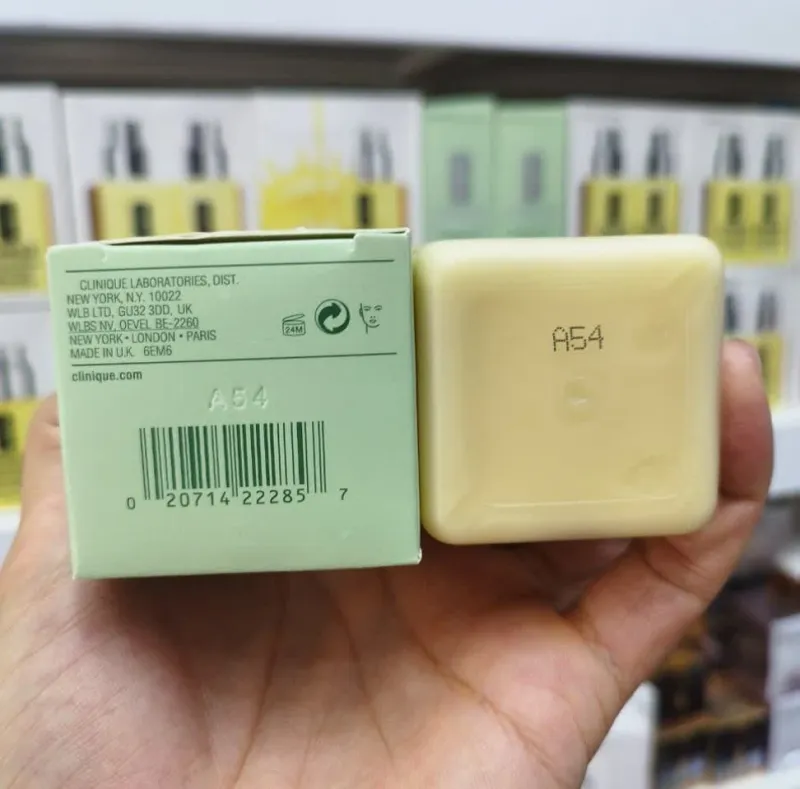 CLINIQUE LABORATORIES, DIST.
NEW YORK, N.Y. 10022
WLB LTD, GU32 3DD, UK
WLBS NV, OEVEL BE-2260
NEW YORK • LONDON • PARIS
MADE IN U.K. 6EM6
24M
clinique.com
A54
0 20714 22285 7
A54